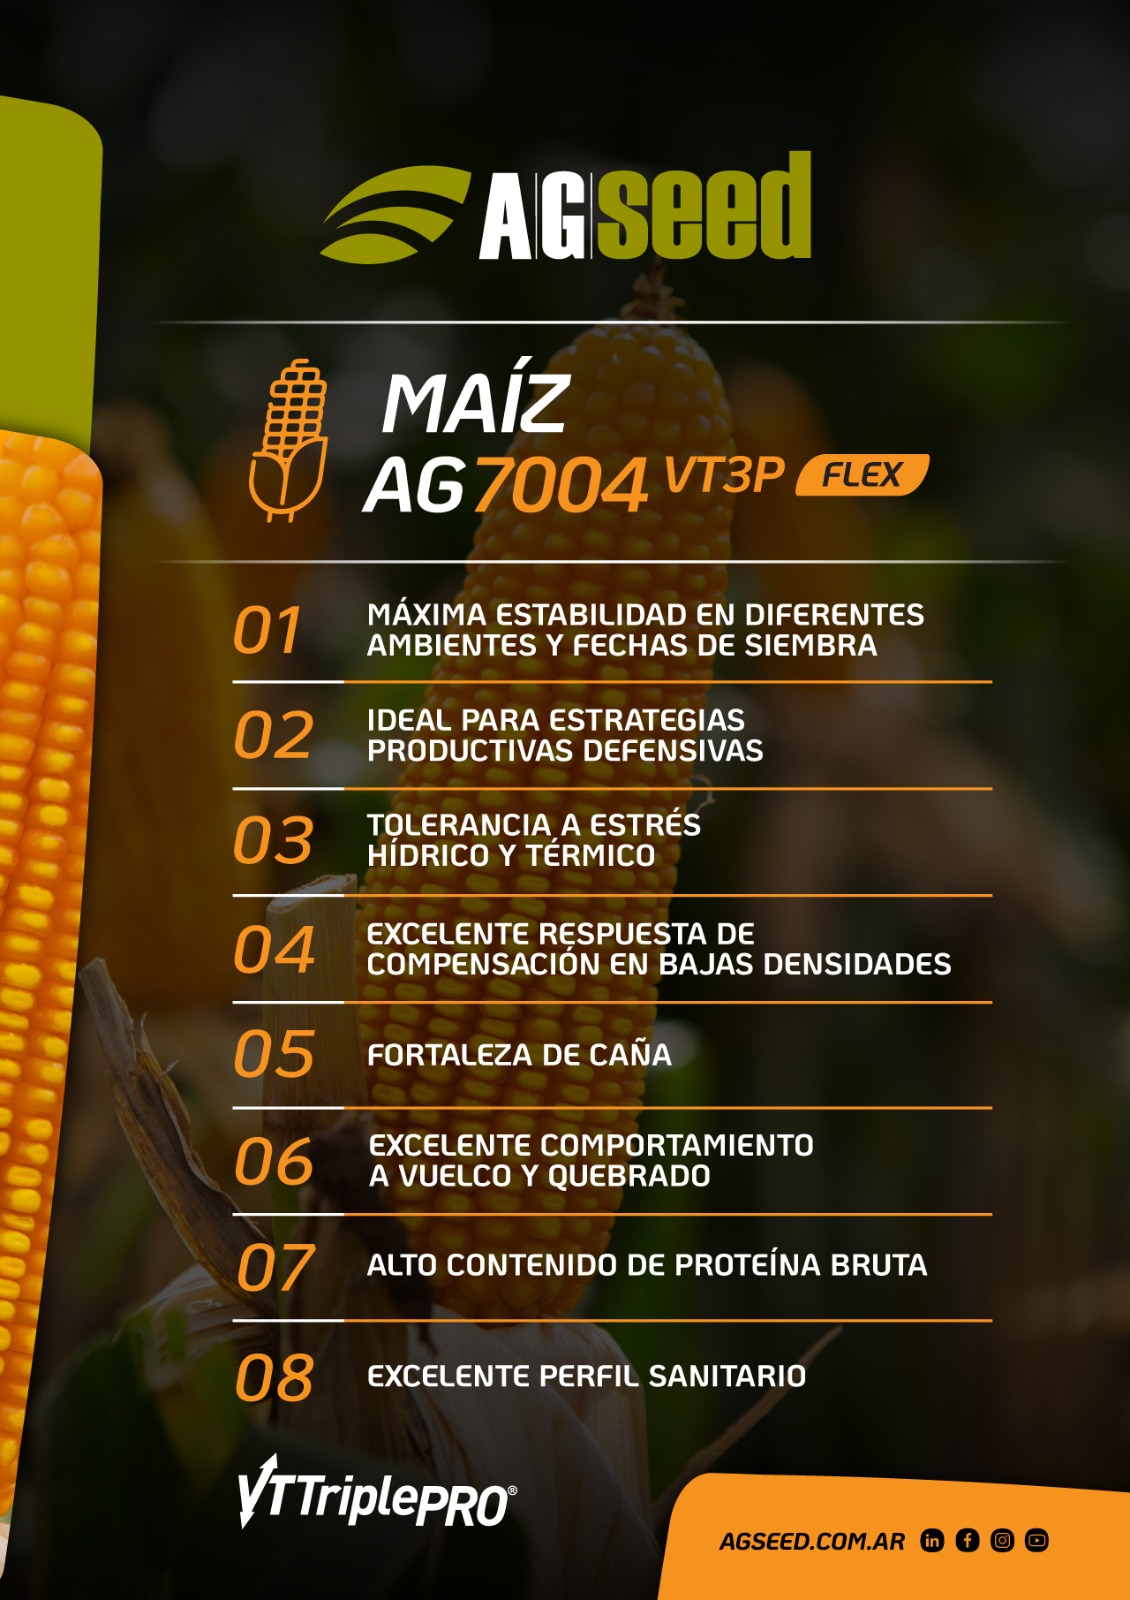 AGseed
MAÍZ
AG7004 VT3P FLEX
01
MÁXIMA ESTABILIDAD EN DIFERENTES
AMBIENTES Y FECHAS DE SIEMBRA
02
IDEAL PARA ESTRATEGIAS
PRODUCTIVAS DEFENSIVAS
03
TOLERANCIA A ESTRÉS
HÍDRICO Y TÉRMICO
04
EXCELENTE RESPUESTA DE
COMPENSACIÓN EN BAJAS DENSIDADES
05
FORTALEZA DE CAÑA
06
EXCELENTE COMPORTAMIENTO
A VUELCO Y QUEBRADO
07
ALTO CONTENIDO DE PROTEÍNA BRUTA
08
EXCELENTE PERFIL SANITARIO
VTTriplePRO®
AGSEED.COM.AR